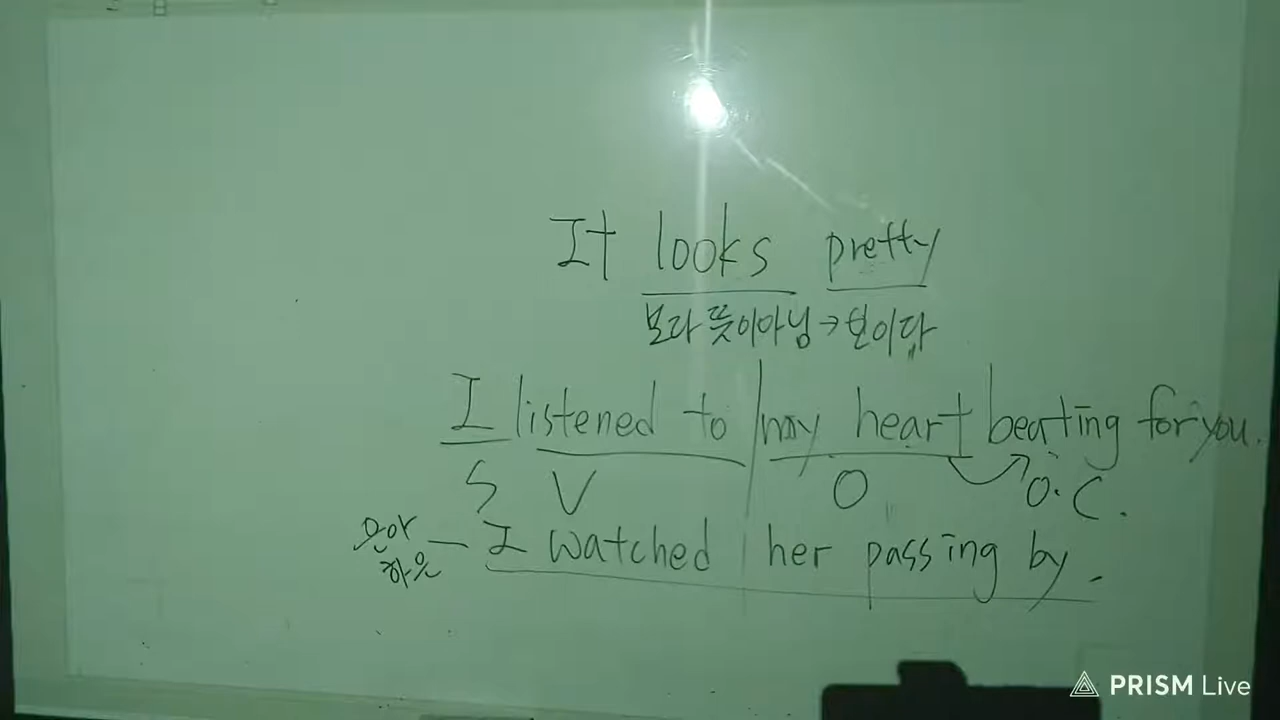 It looks pretty
보다 뜻이아님→보이다
I listened to my heart beating for you.
S V O O.C.
I watched her passing by.
PRISM Live